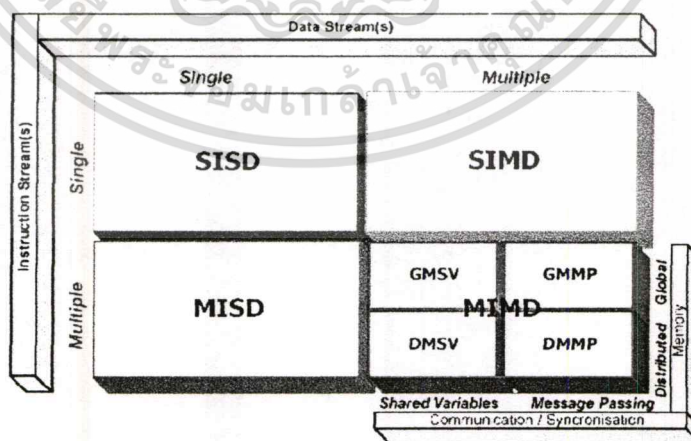 Data Stream(s)
Single Multiple
Instruction Stream(s)
Single
SISD SIMD
Multiple
MISD MIMD
GMSV GMMP
DMSV DMMP
Global
Distributed
Memory
Shared Variables Message Passing
Communication / Syncronisation